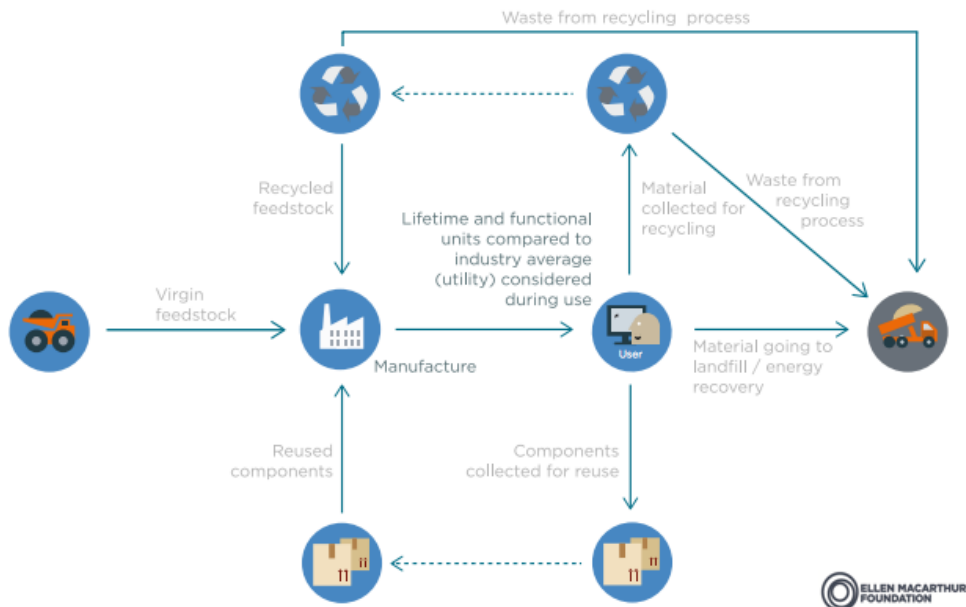 Waste from recycling process
Recycled
feedstock
Material
collected for
recycling
Waste from
recycling
process
Lifetime and functional
units compared to
industry average
(utility) considered
during use
Virgin
feedstock
Manufacture
User
Material going to
landfill / energy
recovery
Reused
components
Components
collected for reuse
ELLEN MACARTHUR
FOUNDATION